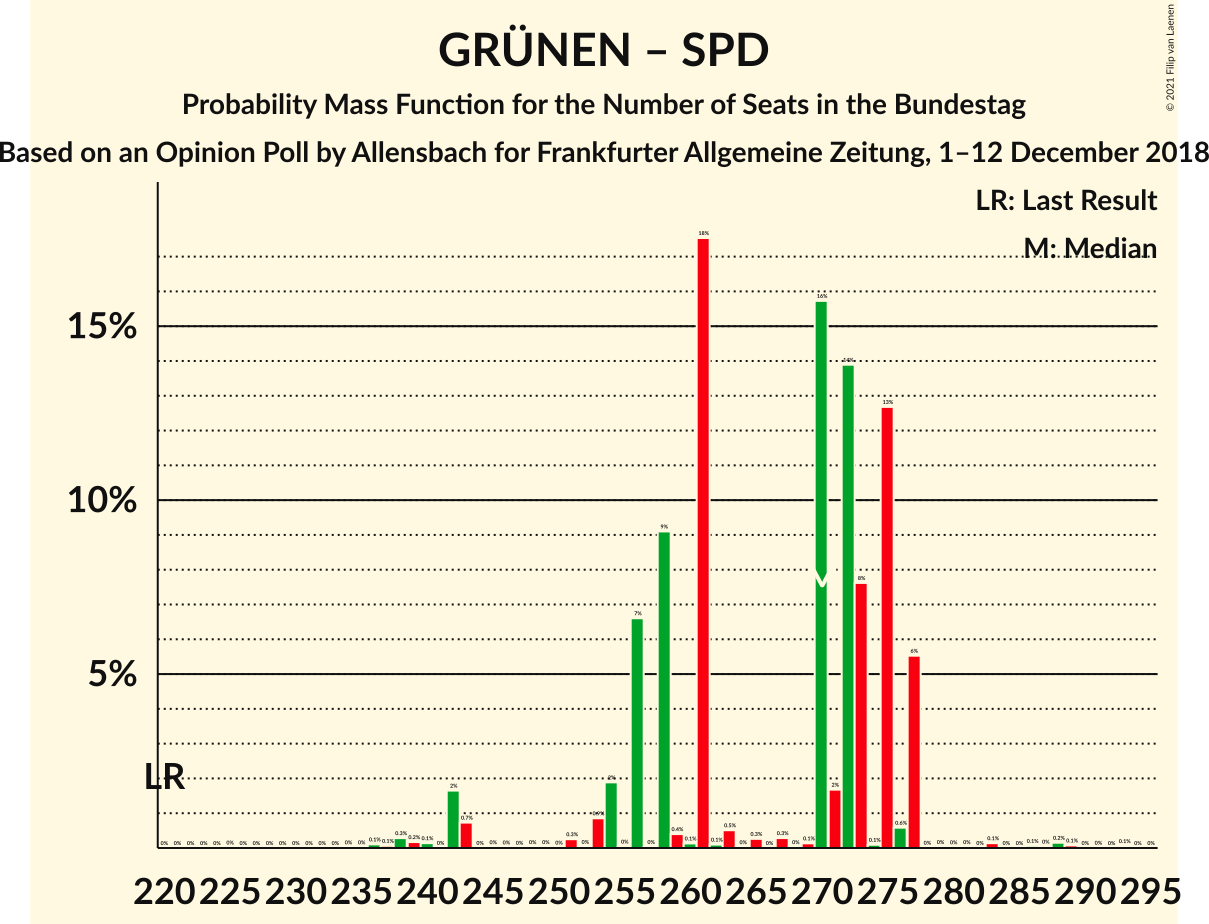 GRÜNEN – SPD
Probability Mass Function for the Number of Seats in the Bundestag
Based on an Opinion Poll by Allensbach for Frankfurter Allgemeine Zeitung, 1–12 December 2018
© 2021 Filip van Laenen
LR: Last Result
M: Median
15%
10%
5%
LR
M
18%
16%
14%
13%
9%
8%
7%
6%
2%
0.7%
0.3%
2%
0.4%
0.5%
0.3%
0.3%
2%
0.6%
220 225 230 235 240 245 250 255 260 265 270 275 280 285 290 295